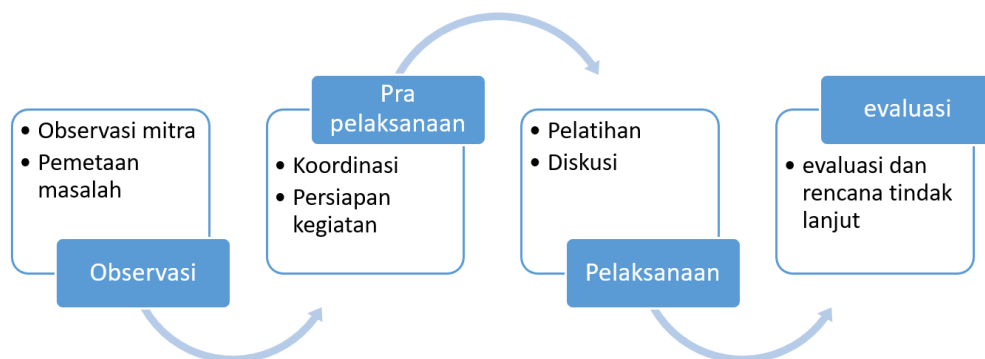 • Observasi mitra
• Pemetaan
masalah
Observasi
Pra
pelaksanaan
• Koordinasi
• Persiapan
kegiatan
• Pelatihan
• Diskusi
Pelaksanaan
evaluasi
• evaluasi dan
rencana tindak
lanjut